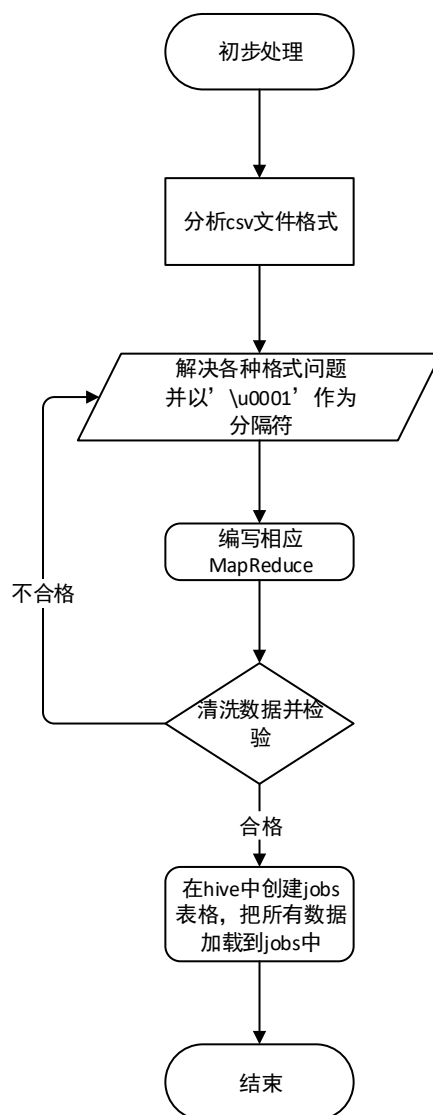 初步处理
分析csv文件格式
解决各种格式问题
并以’\u0001’作为
分隔符
编写相应
MapReduce
不合格
清洗数据并检
验
合格
在hive中创建jobs
表格，把所有数据
加载到jobs中
结束